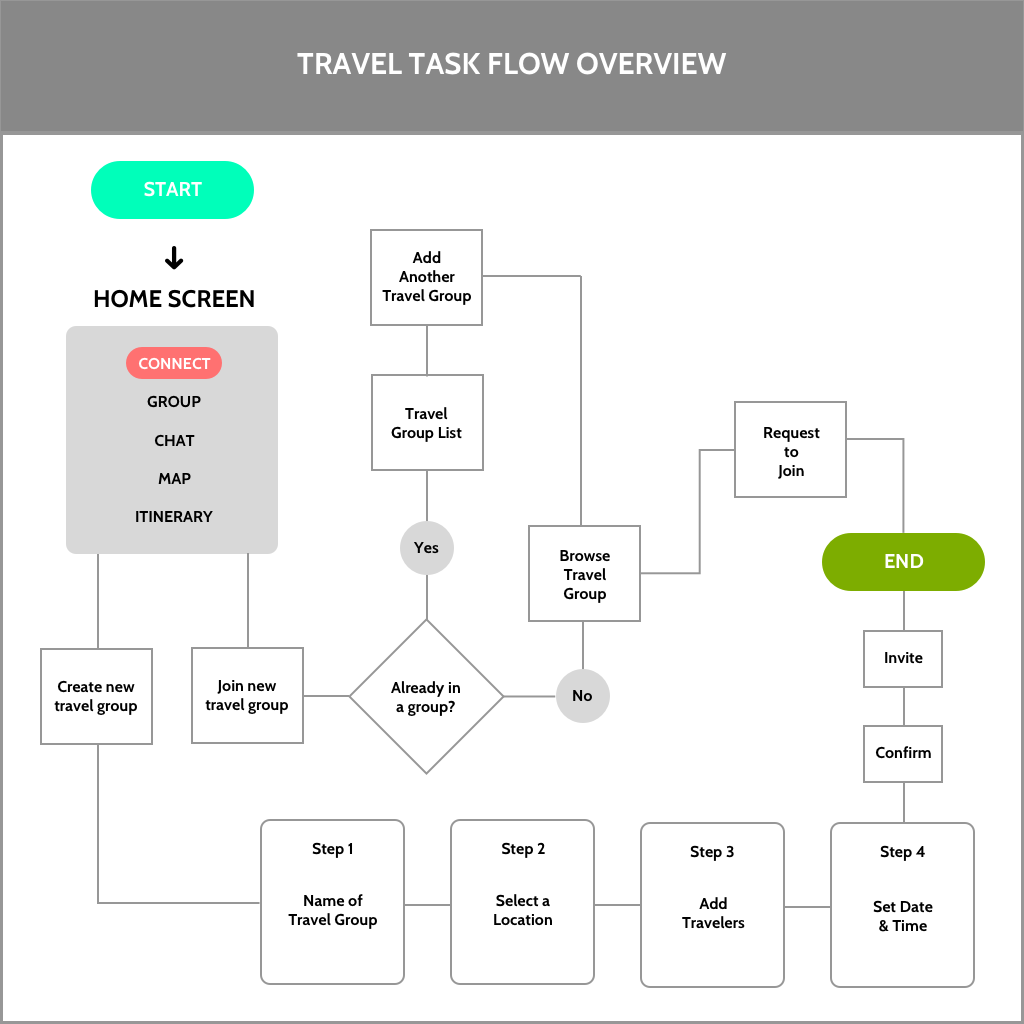 TRAVEL TASK FLOW OVERVIEW
START
HOME SCREEN
CONNECT
GROUP
CHAT
MAP
ITINERARY
Create new
travel group
Join new
travel group
Already in
a group?
Yes
Travel
Group List
Add
Another
Travel Group
No
Browse
Travel
Group
Request
to
Join
END
Invite
Confirm
Step 1
Name of
Travel Group
Step 2
Select a
Location
Step 3
Add
Travelers
Step 4
Set Date
& Time